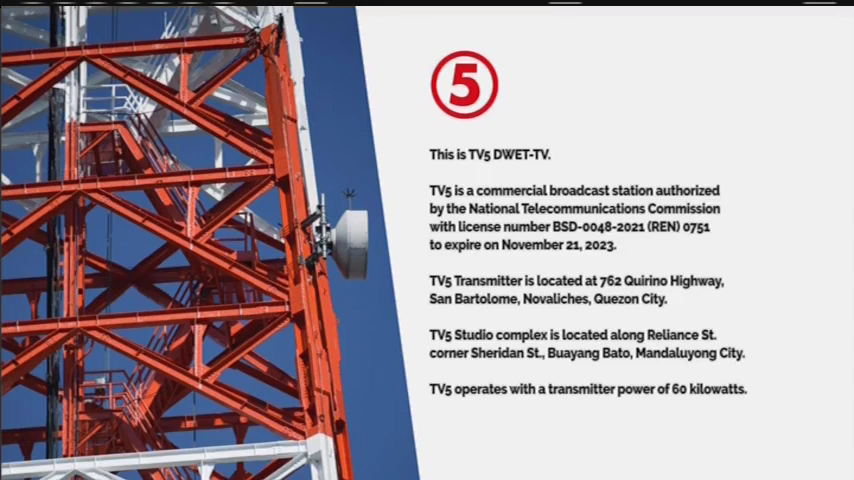 5
This is TV5 DWET-TV.
TV5 is a commercial broadcast station authorized
by the National Telecommunications Commission
with license number BSD-0048-2021 (REN) 0751
to expire on November 21, 2023.
TV5 Transmitter is located at 762 Quirino Highway,
San Bartolome, Novaliches, Quezon City.
TV5 Studio complex is located along Reliance St.
corner Sheridan St., Buayang Bato, Mandaluyong City.
TV5 operates with a transmitter power of 60 kilowatts.